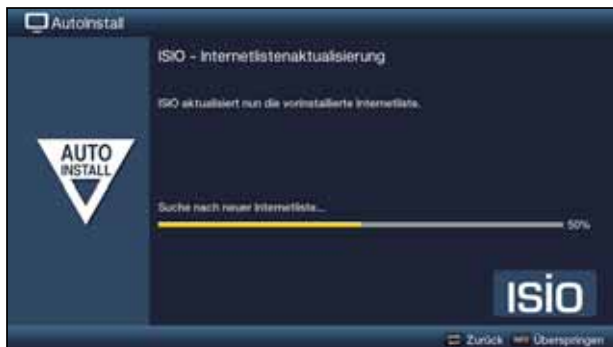 AutoInstall
ISIO - Internetlistenaktualisierung
ISIO aktualisiert nun die vorinstallierte Internetliste.
AUTO
INSTALL
Suche nach neuer Internetliste...
50%
ISIO
Zurück Überspringen